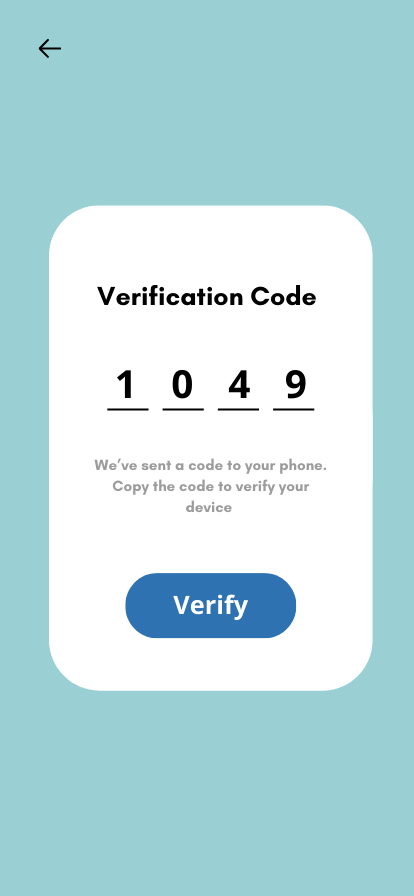 Verification Code
1 0 4 9
We’ve sent a code to your phone.
Copy the code to verify your
device
Verify